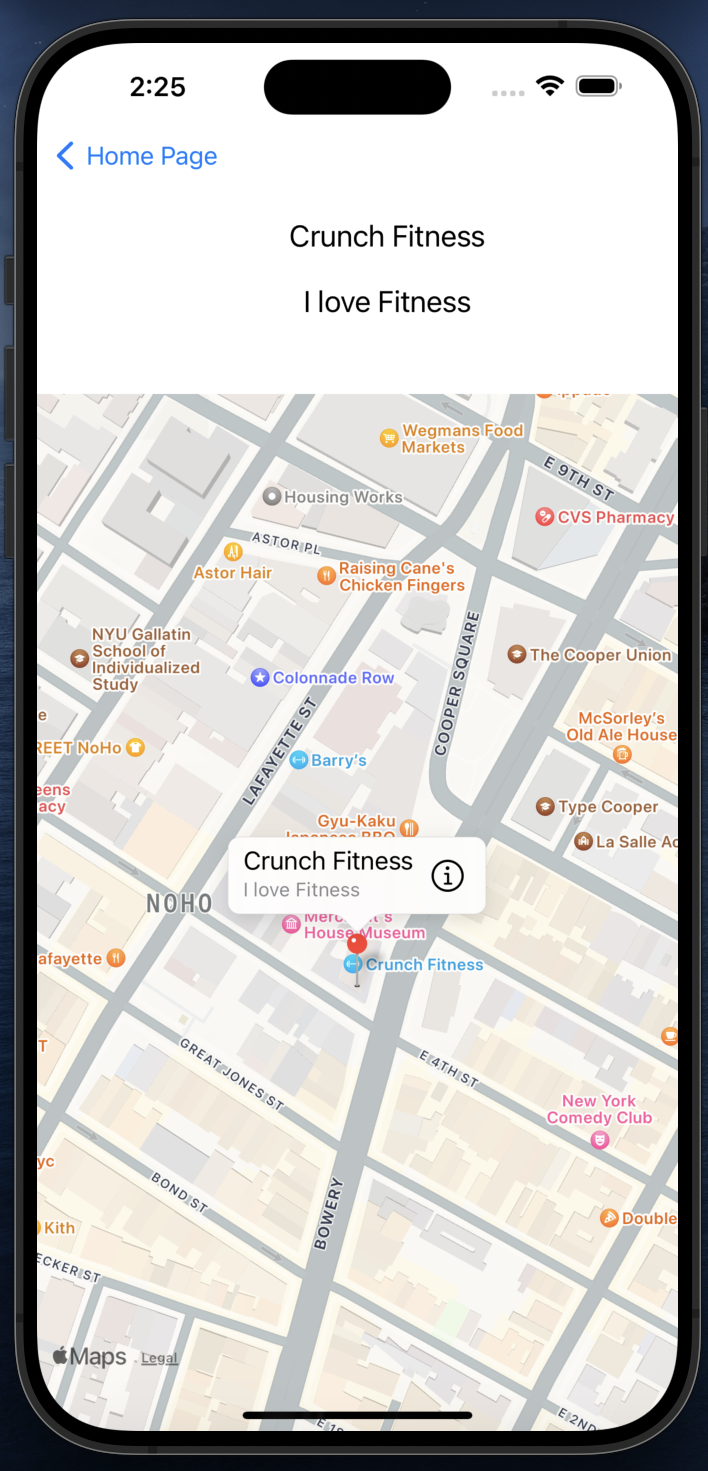 2:25
Home Page
Crunch Fitness
I love Fitness
Wegmans Food
Markets
E 9TH ST
Housing Works
CVS Pharmacy
ASTOR PL
Astor Hair
Raising Cane's
Chicken Fingers
NYU Gallatin
School of
Individualized
Study
COOPER SQUARE
The Cooper Union
Colonnade Row
LAFAYETTE ST
McSorley's
Old Ale House
e
REET NoHo
Barry's
eens
acy
Type Cooper
Gyu-Kaku
Japanese BBQ
La Salle Ac
Crunch Fitness
I love Fitness
NOHO
House Museum
afayette
Crunch Fitness
T
GREAT JONES ST
E 4TH ST
New York
Comedy Club
yc
BOND ST
BOWERY
Double
Kith
ECKER ST
Maps
Legal
E 2ND